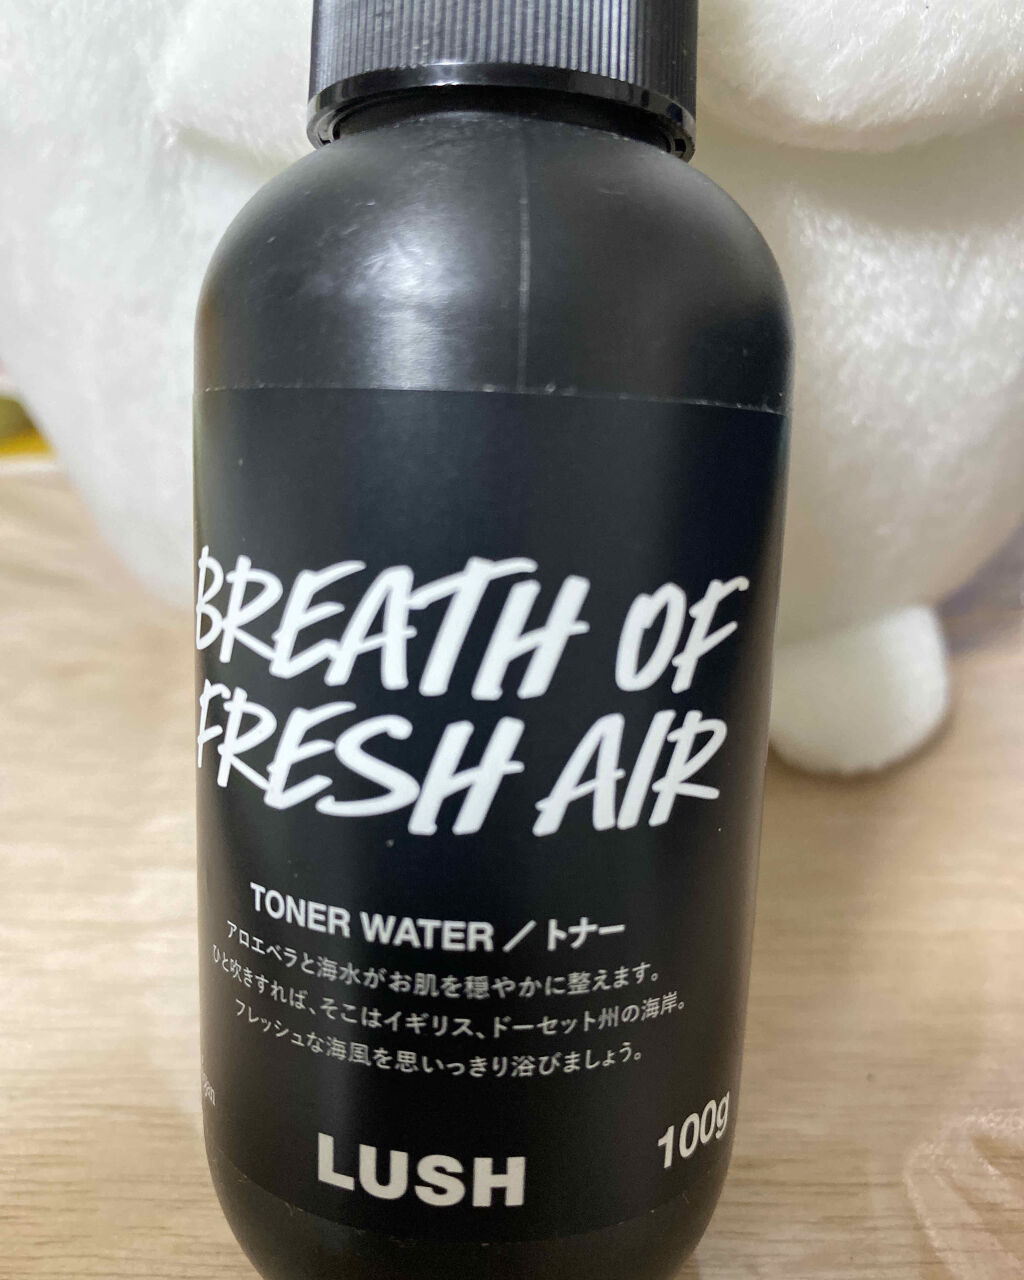 BREATH OF
FRESH AIR
TONER WATER／トナー
アロエベラと海水がお肌を穏やかに整えます。
ひと吹きすれば、そこはイギリス、ドーセット州の海岸。
フレッシュな海風を思いっきり浴びましょう。
100g
LUSH